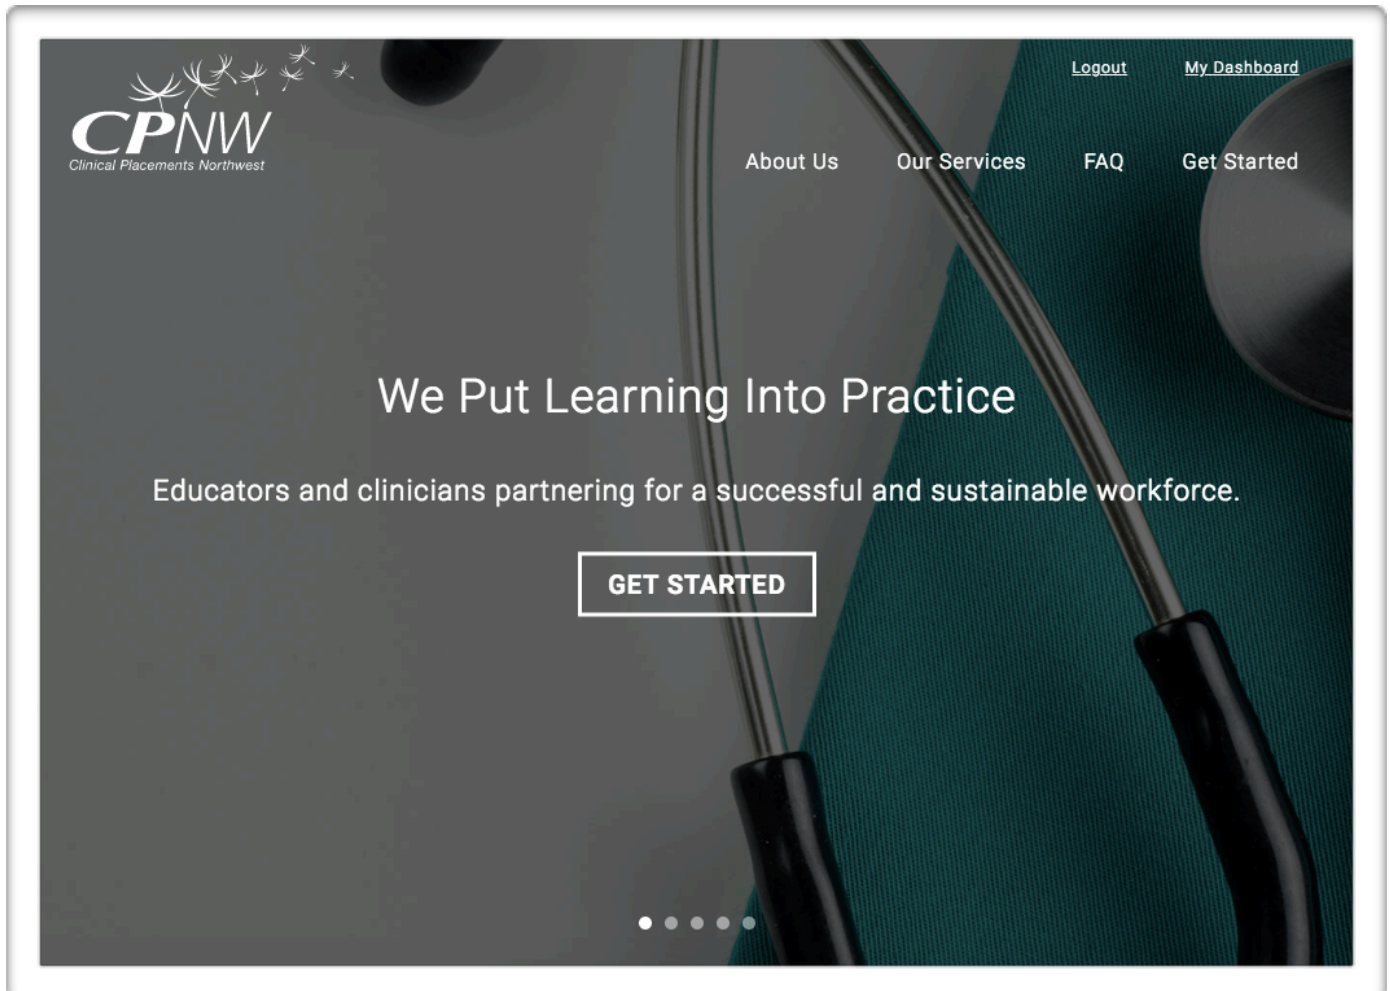 Logout My Dashboard
CPNW
Clinical Placements Northwest
About Us Our Services FAQ Get Started
We Put Learning Into Practice
Educators and clinicians partnering for a successful and sustainable workforce.
GET STARTED